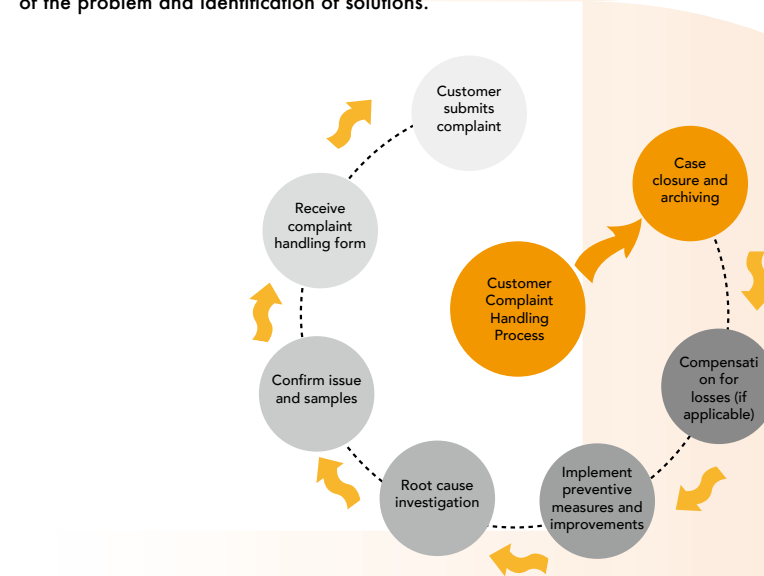 of the problem and identification of solutions.
Customer
submits
complaint
Receive
complaint
handling form
Confirm issue
and samples
Root cause
investigation
Implement
preventive
measures and
improvements
Compensati
on for
losses (if
applicable)
Case
closure and
archiving
Customer
Complaint
Handling
Process